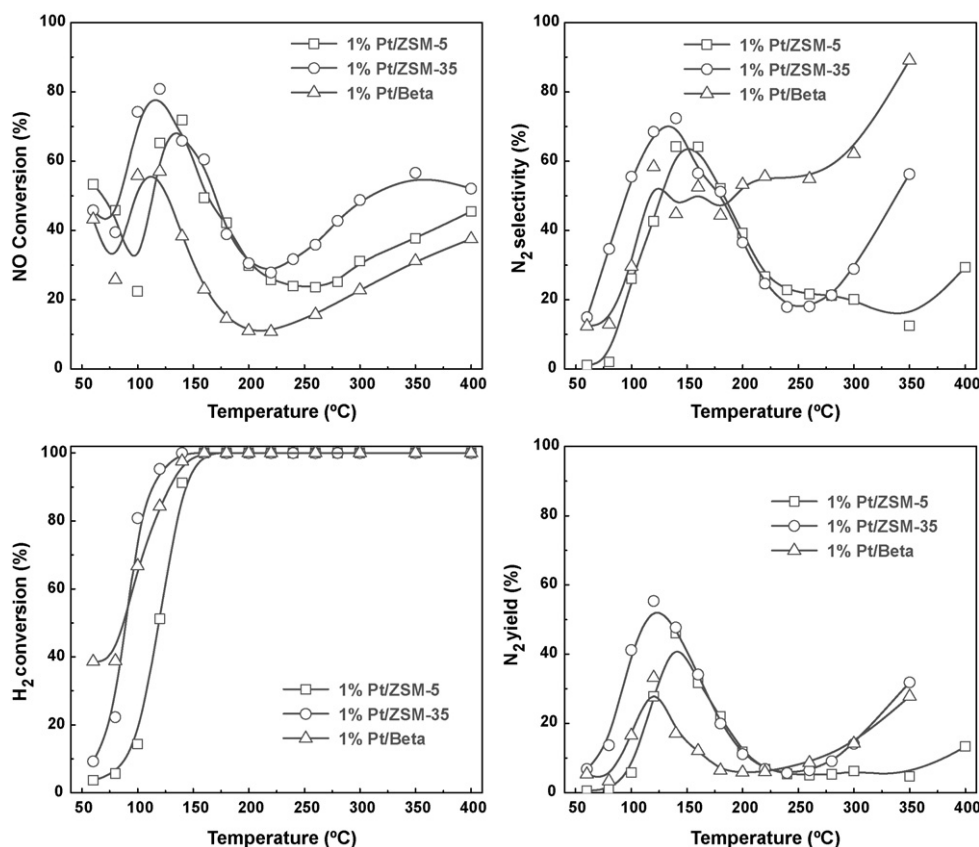 100
80
60
40
20
0
NO Conversion (%)
1% Pt/ZSM-5
1% Pt/ZSM-35
1% Pt/Beta
50 100 150 200 250 300 350 400
Temperature (ºC)
100
80
60
40
20
0
N2 selectivity (%)
1% Pt/ZSM-5
1% Pt/ZSM-35
1% Pt/Beta
50 100 150 200 250 300 350 400
Temperature (ºC)
100
80
60
40
20
0
H2 conversion (%)
1% Pt/ZSM-5
1% Pt/ZSM-35
1% Pt/Beta
50 100 150 200 250 300 350 400
Temperature (ºC)
100
80
60
40
20
0
N2 yield (%)
1% Pt/ZSM-5
1% Pt/ZSM-35
1% Pt/Beta
50 100 150 200 250 300 350 400
Temperature (ºC)